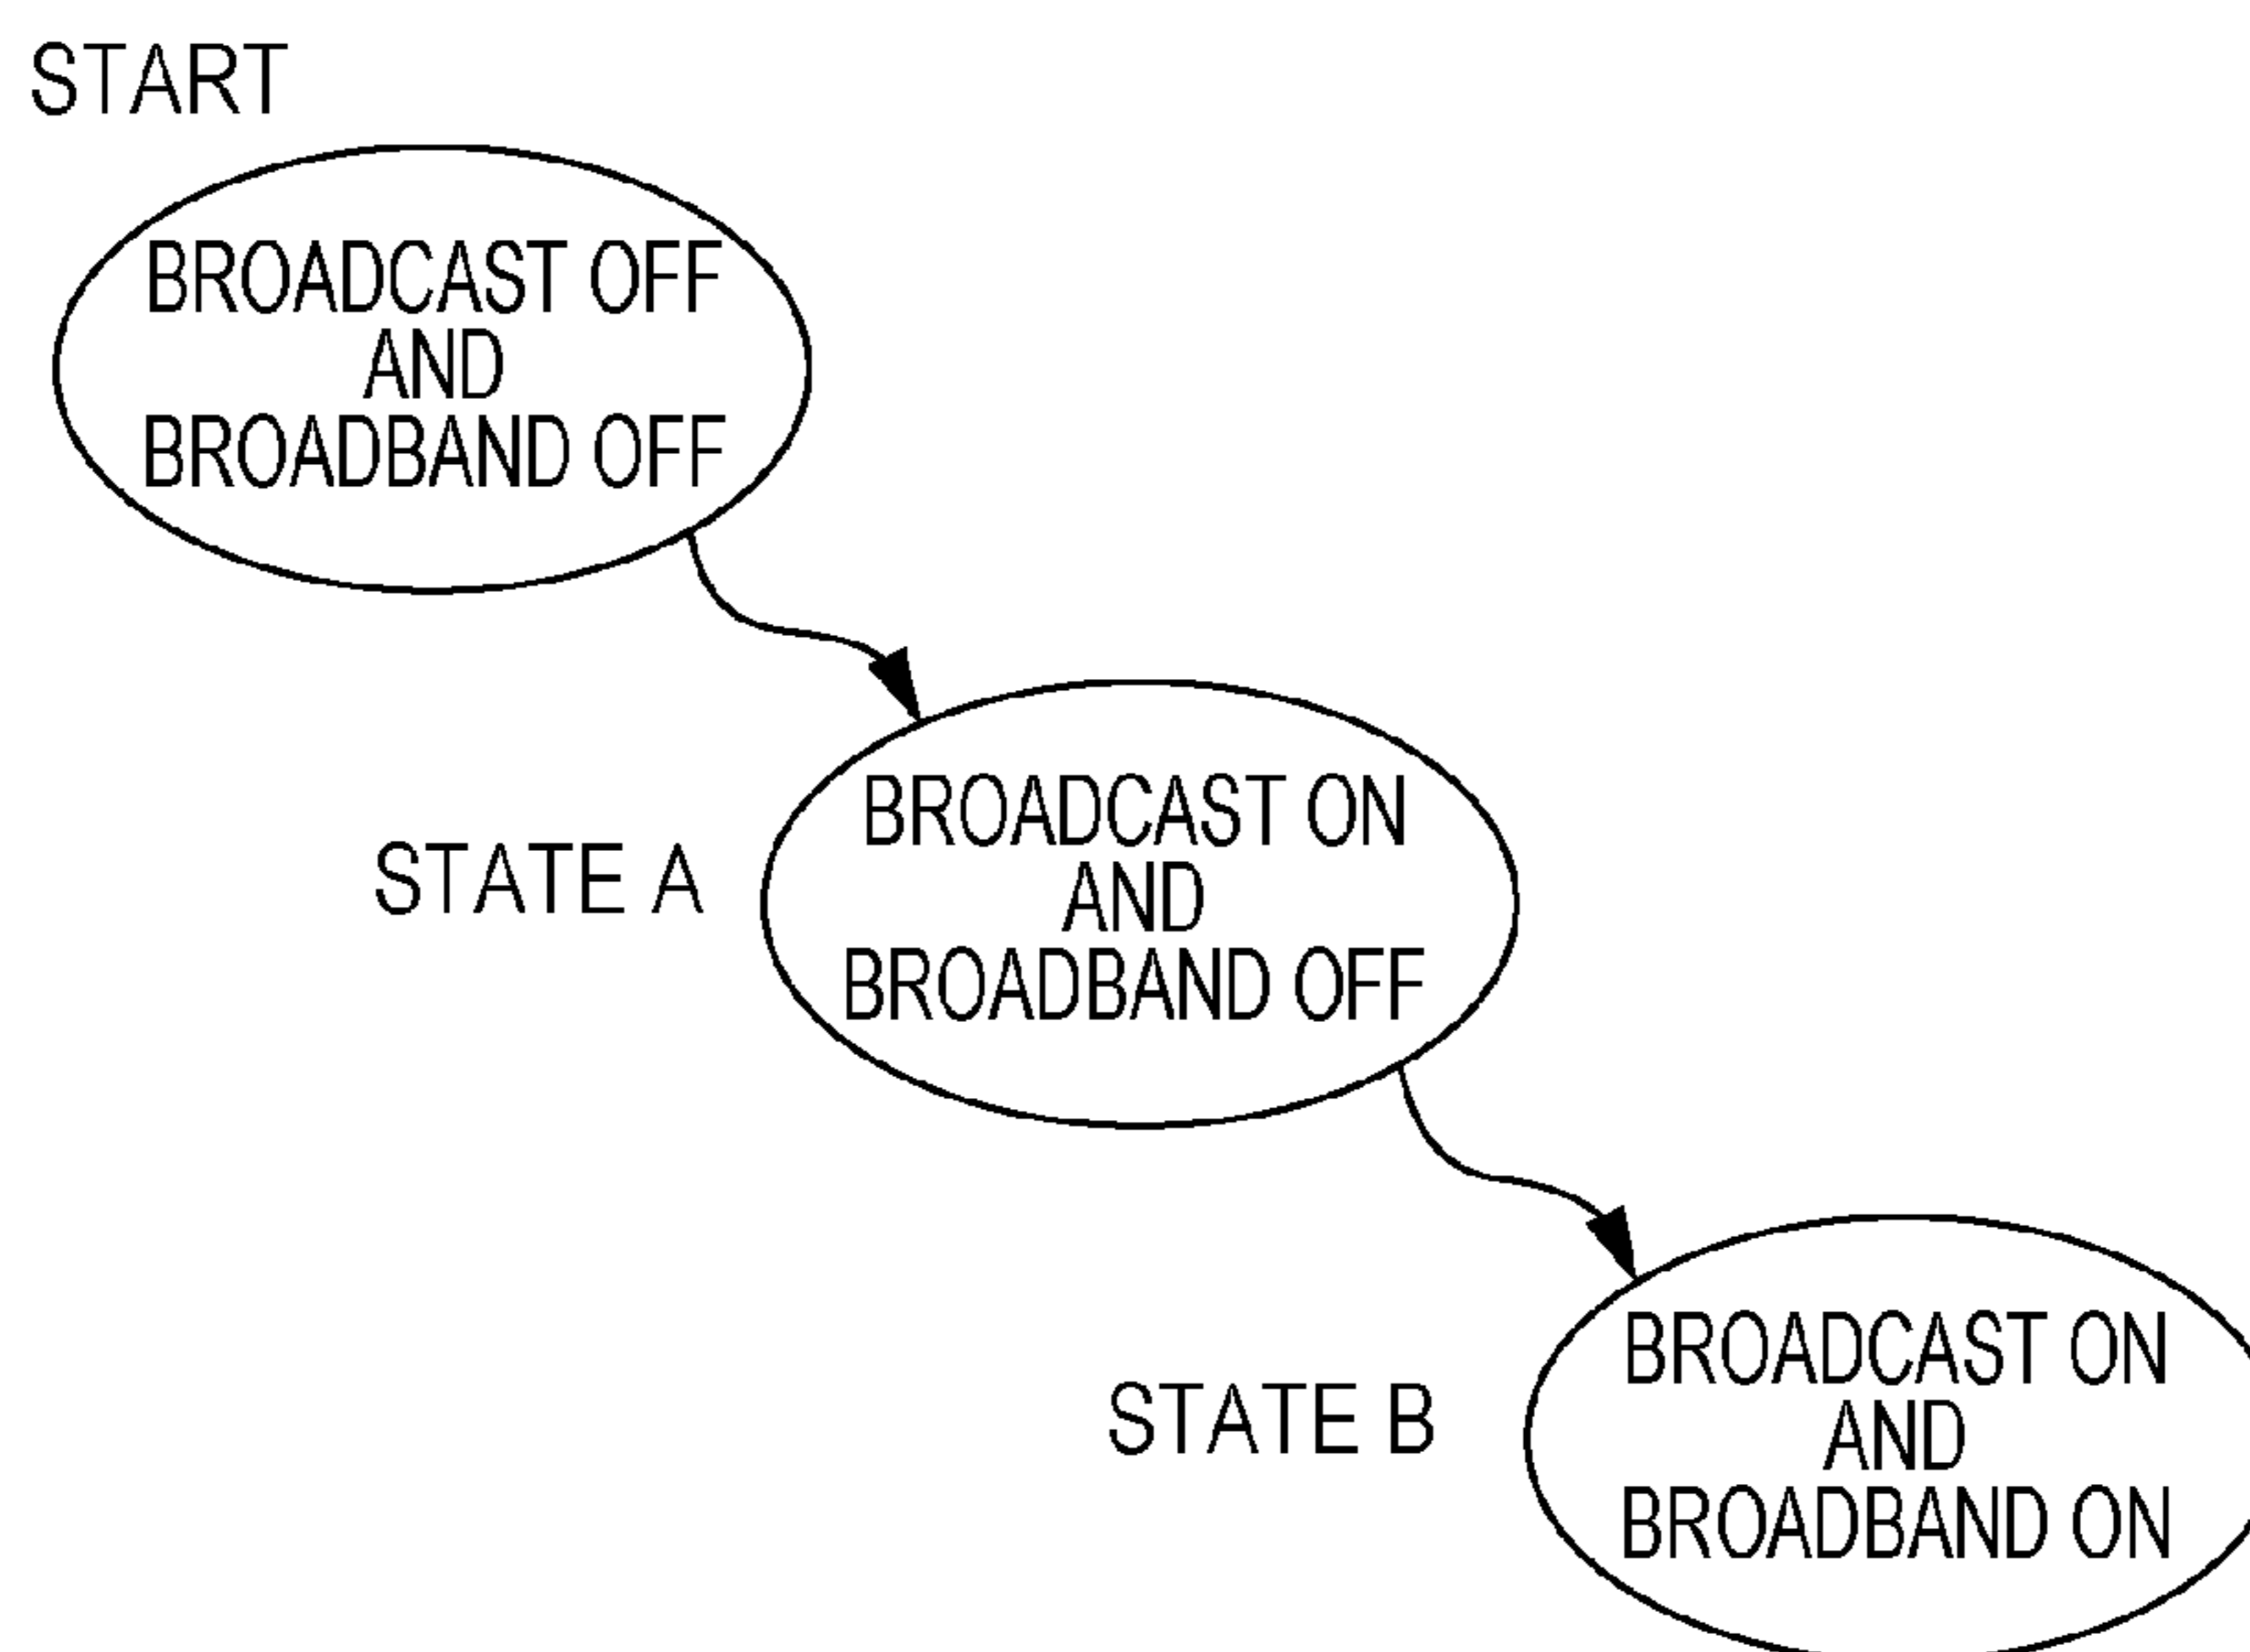 START
BROADCAST OFF
AND
BROADBAND OFF
STATE A
BROADCAST ON
AND
BROADBAND OFF
STATE B
BROADCAST ON
AND
BROADBAND ON